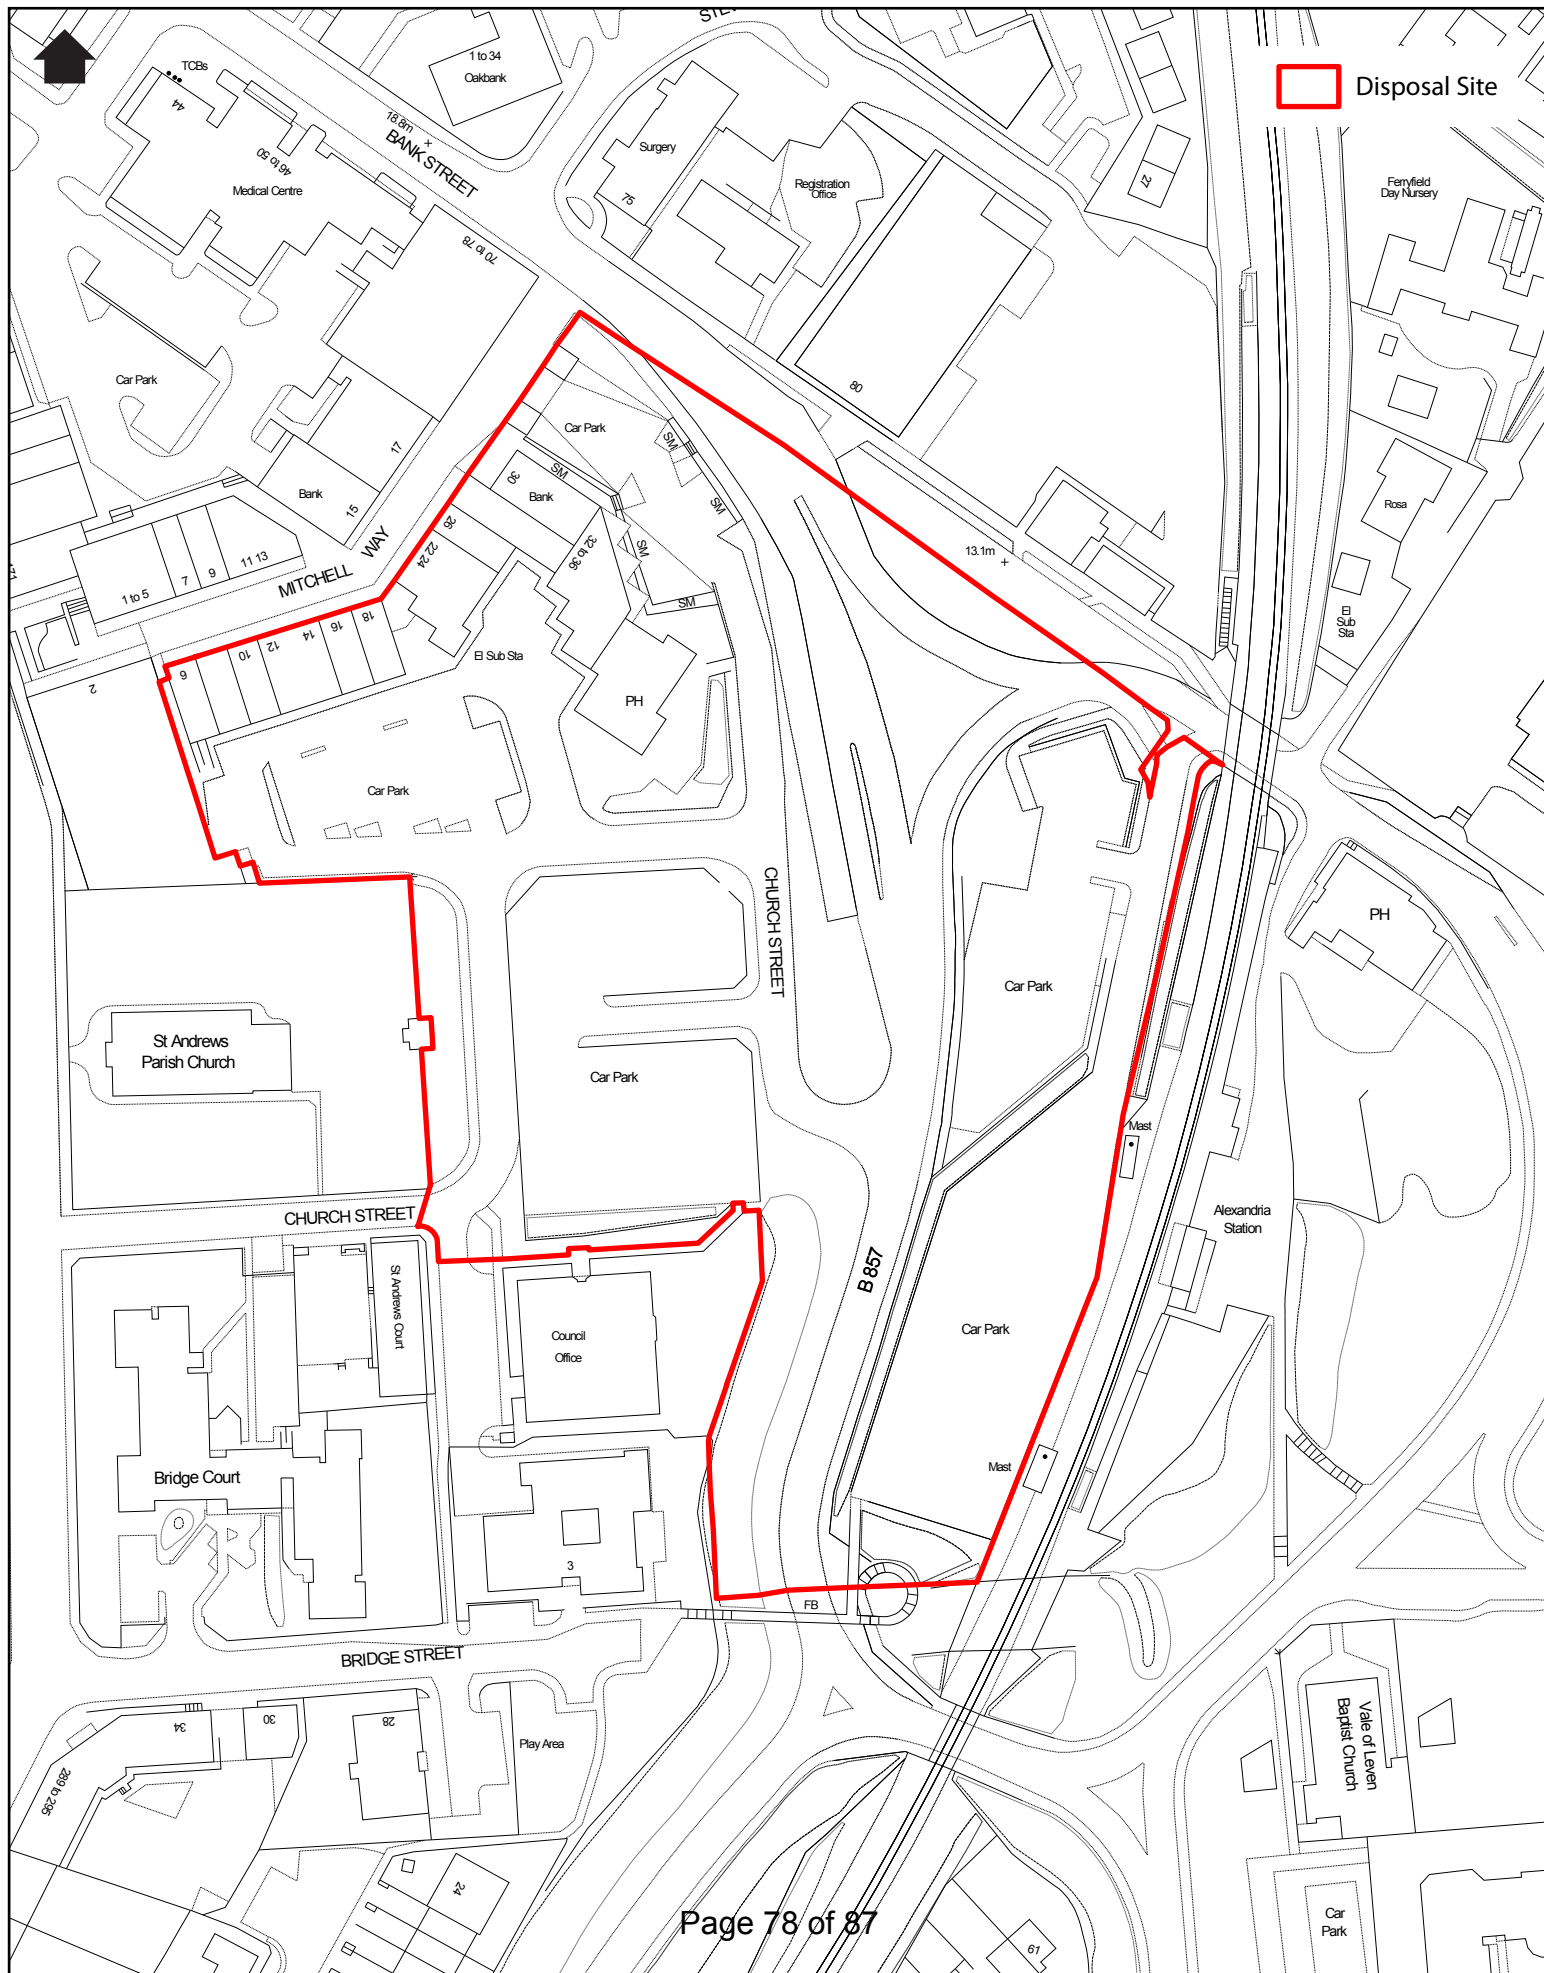 STE
TCBs
44
46 to 50
Medical Centre
18.8m
BANK STREET
1 to 34
Oakbank
Surgery
75
Registration
Office
27
Disposal Site
Ferryfield
Day Nursery
70 to 78
Car Park
80
17
Bank
15
Car Park
SM
SM
SM
SM
SM
30
Bank
26
22 24
32 to 36
Rosa
13.1m
171
1 to 5
7
9
11 13
MITCHELL
WAY
El
Sub
Sta
2
6
10
12
14
16
18
El Sub Sta
PH
Car Park
CHURCH STREET
PH
Car Park
St Andrews
Parish Church
Car Park
Mast
CHURCH STREET
Alexandria
Station
St Andrews Court
B 857
Council
Office
Car Park
Bridge Court
Mast
3
FB
BRIDGE STREET
34
30
28
289 to 295
Play Area
Vale of Leven
Baptist Church
24
Page 78 of 87
61
Car
Park